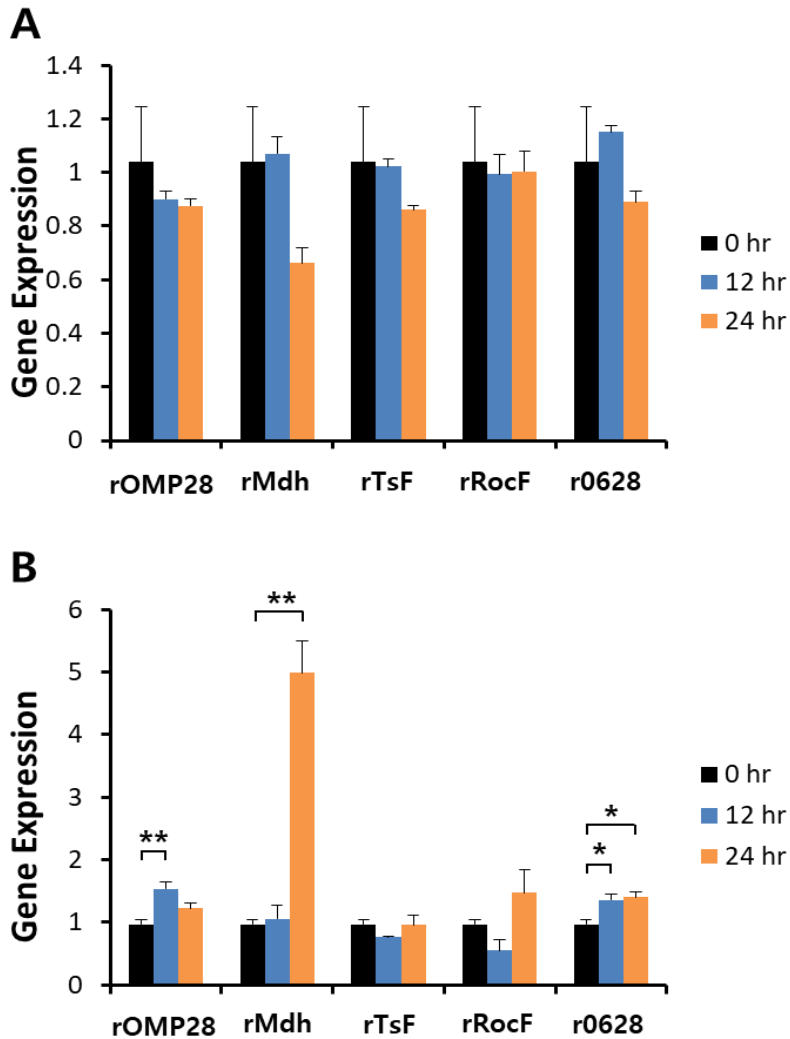 A
1.4
1.2
1
0.8
0.6
0.4
0.2
0
Gene Expression
rOMP28 rMdh rTsF rRocF r0628
0 hr
12 hr
24 hr
B
6
5
4
3
2
1
0
Gene Expression
**
**
*
*
rOMP28 rMdh rTsF rRocF r0628
0 hr
12 hr
24 hr